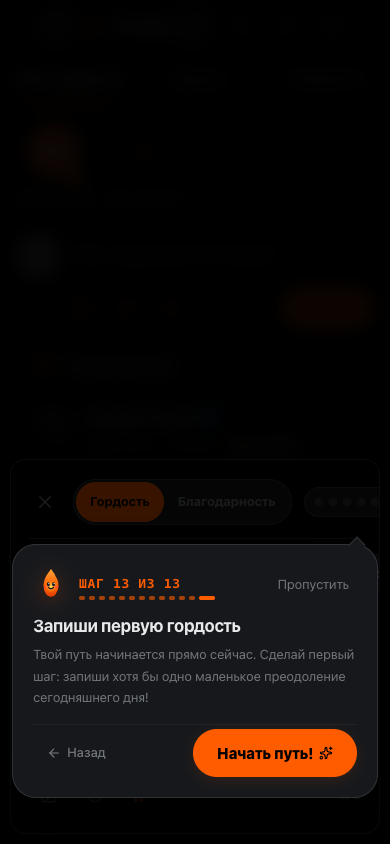 Гордость
Благодарность
ШАГ 13 ИЗ 13
Пропустить
Запиши первую гордость
Твой путь начинается прямо сейчас. Сделай первый
шаг: запиши хотя бы одно маленькое преодоление
сегодняшнего дня!
Назад
Начать путь!